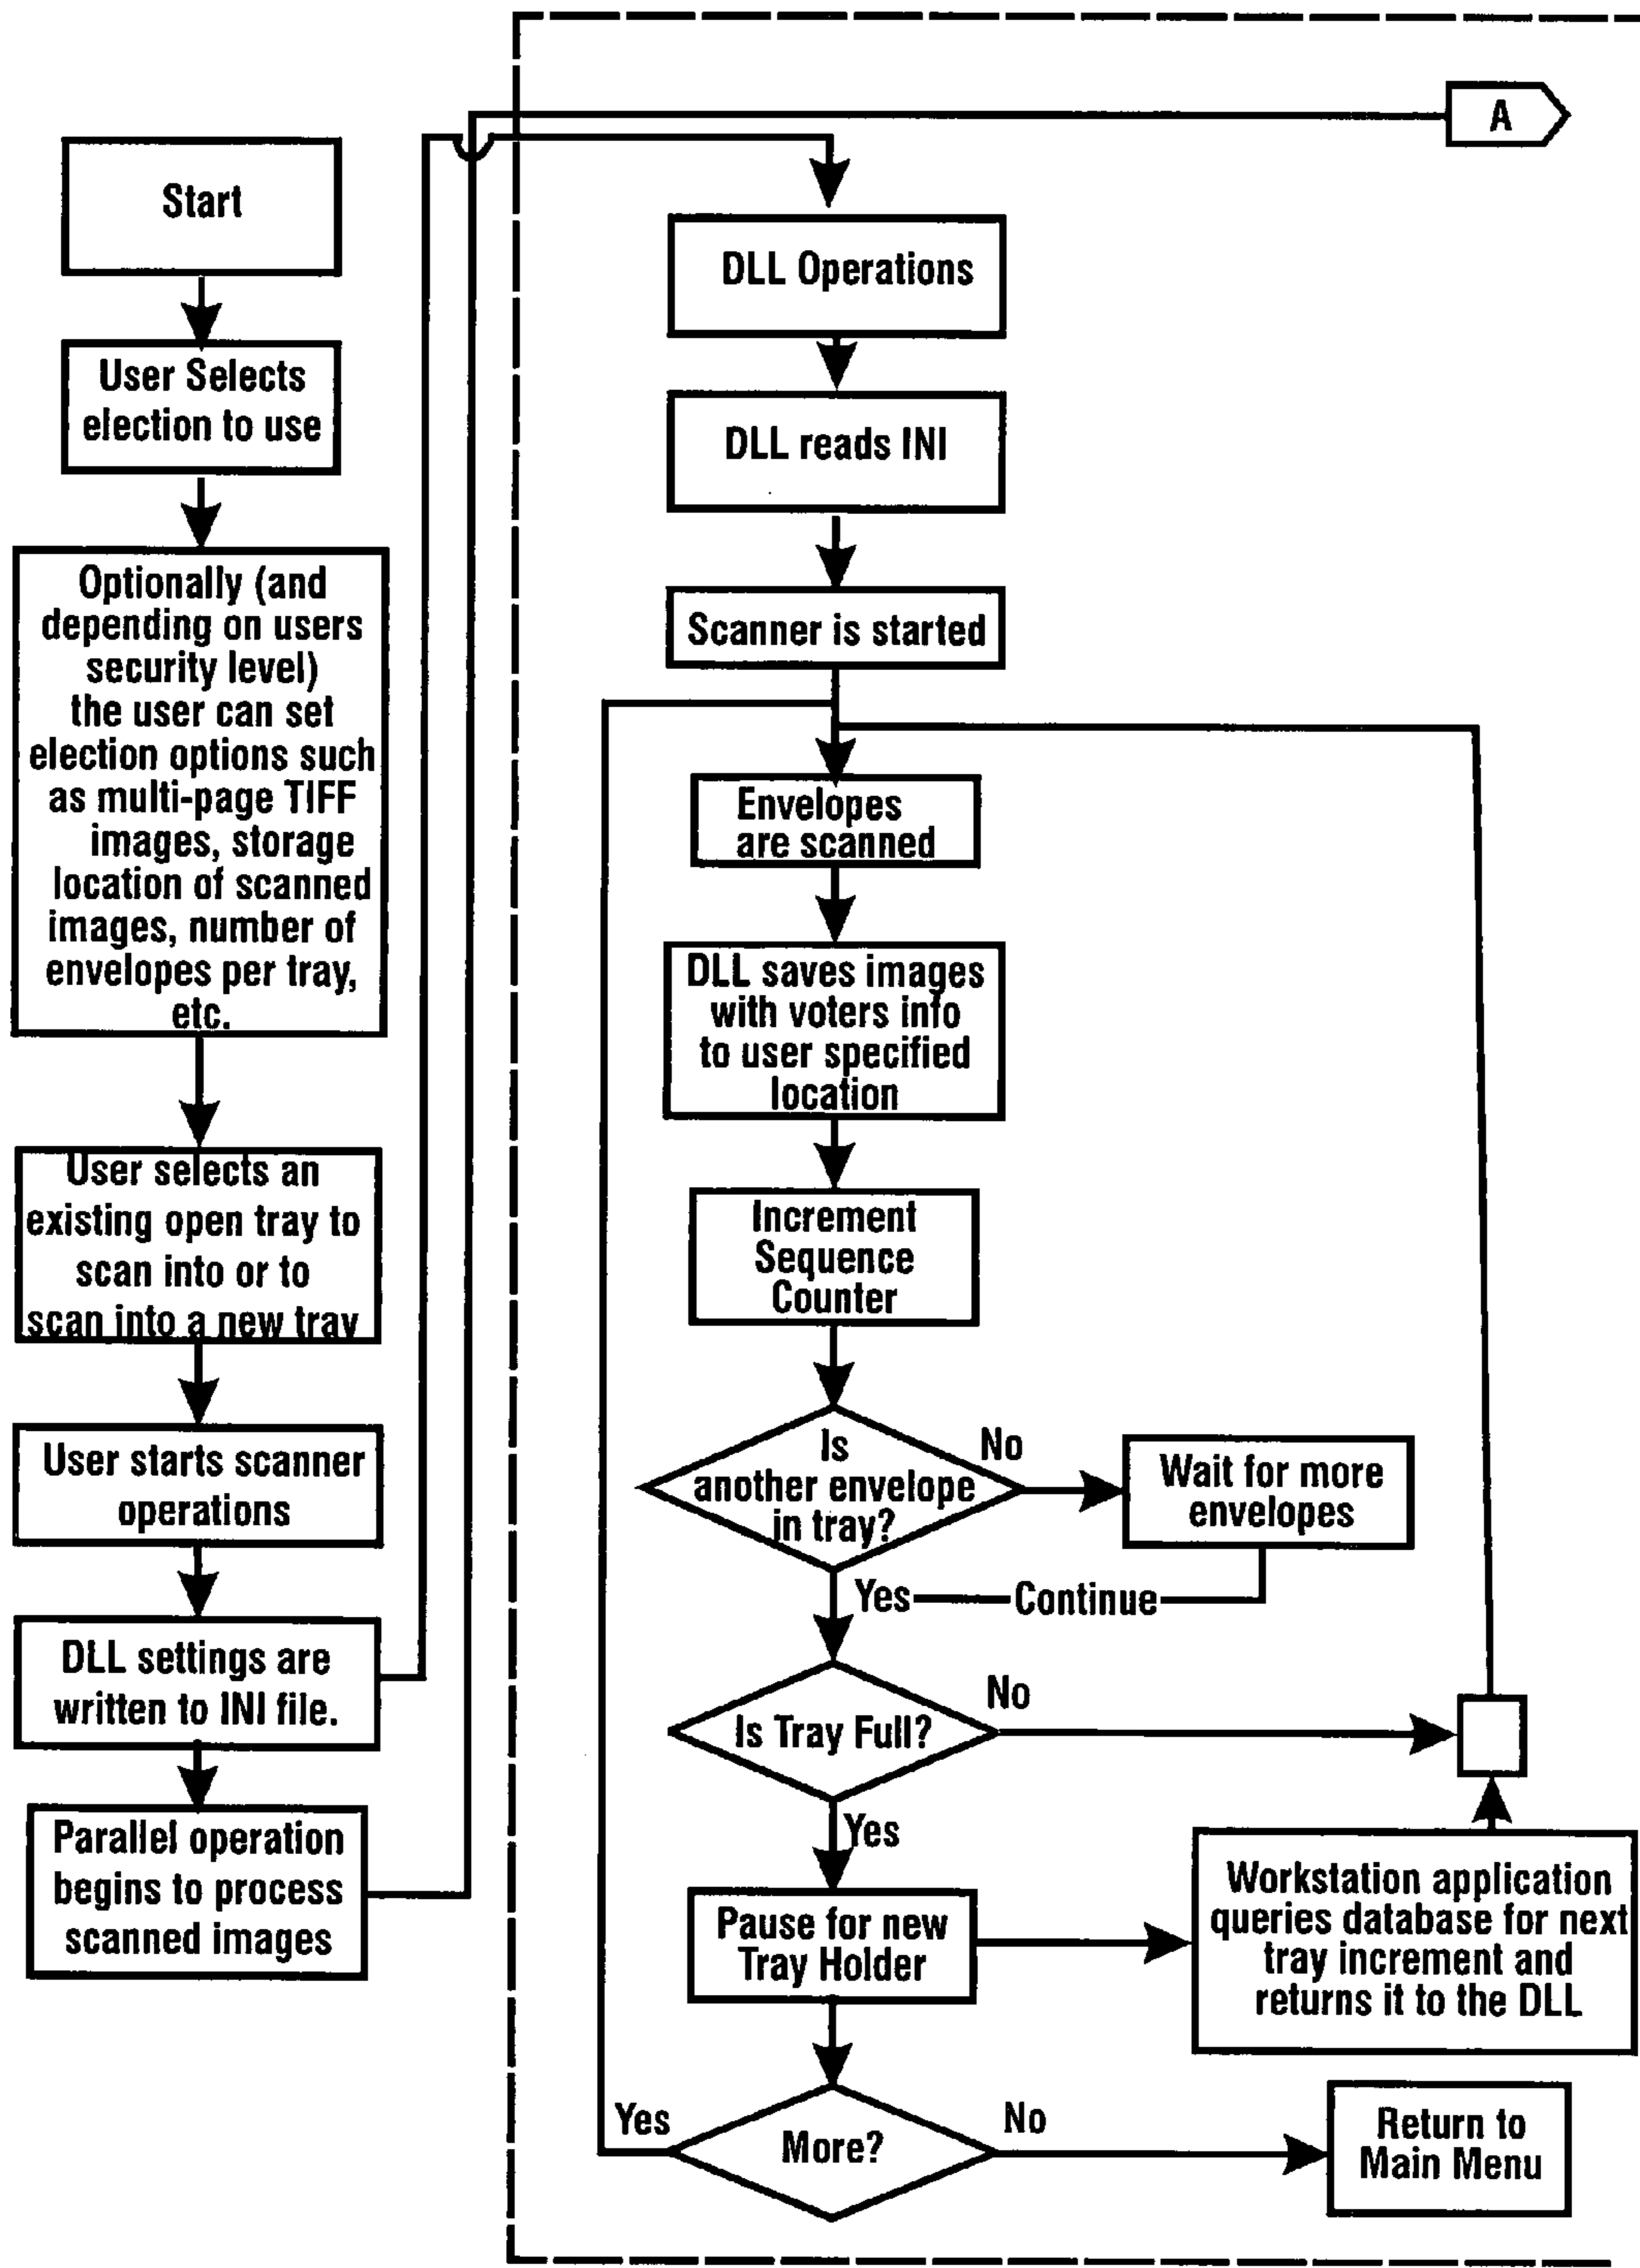 Start
User Selects
election to use
Optionally (and
depending on users
security level)
the user can set
election options such
as multi-page TIFF
images, storage
location of scanned
images, number of
envelopes per tray,
etc.
User selects an
existing open tray to
scan into or to
scan into a new tray
User starts scanner
operations
DLL settings are
written to INI file.
Parallel operation
begins to process
scanned images
A
DLL Operations
DLL reads INI
Scanner is started
Envelopes
are scanned
DLL saves images
with voters info
to user specified
location
Increment
Sequence
Counter
Is
another envelope
in tray?
No
Wait for more
envelopes
Yes
Continue
Is Tray Full?
No
Yes
Pause for new
Tray Holder
Workstation application
queries database for next
tray increment and
returns it to the DLL
More?
Yes
No
Return to
Main Menu